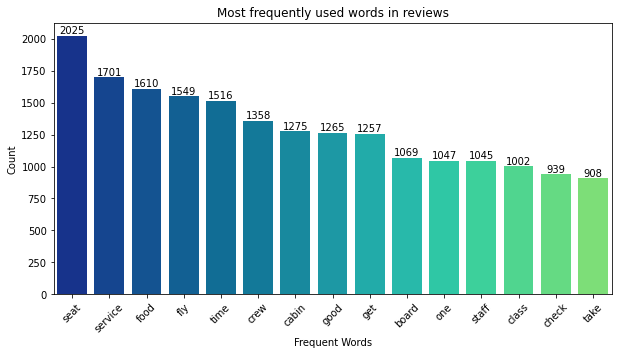 Most frequently used words in reviews
2025
1701
1610
1549
1516
1358
1275
1265
1257
1069
1047
1045
1002
939
908
2000
1750
1500
1250
1000
750
500
250
0
Count
seat
service
food
fly
time
crew
cabin
good
get
board
one
staff
class
check
take
Frequent Words